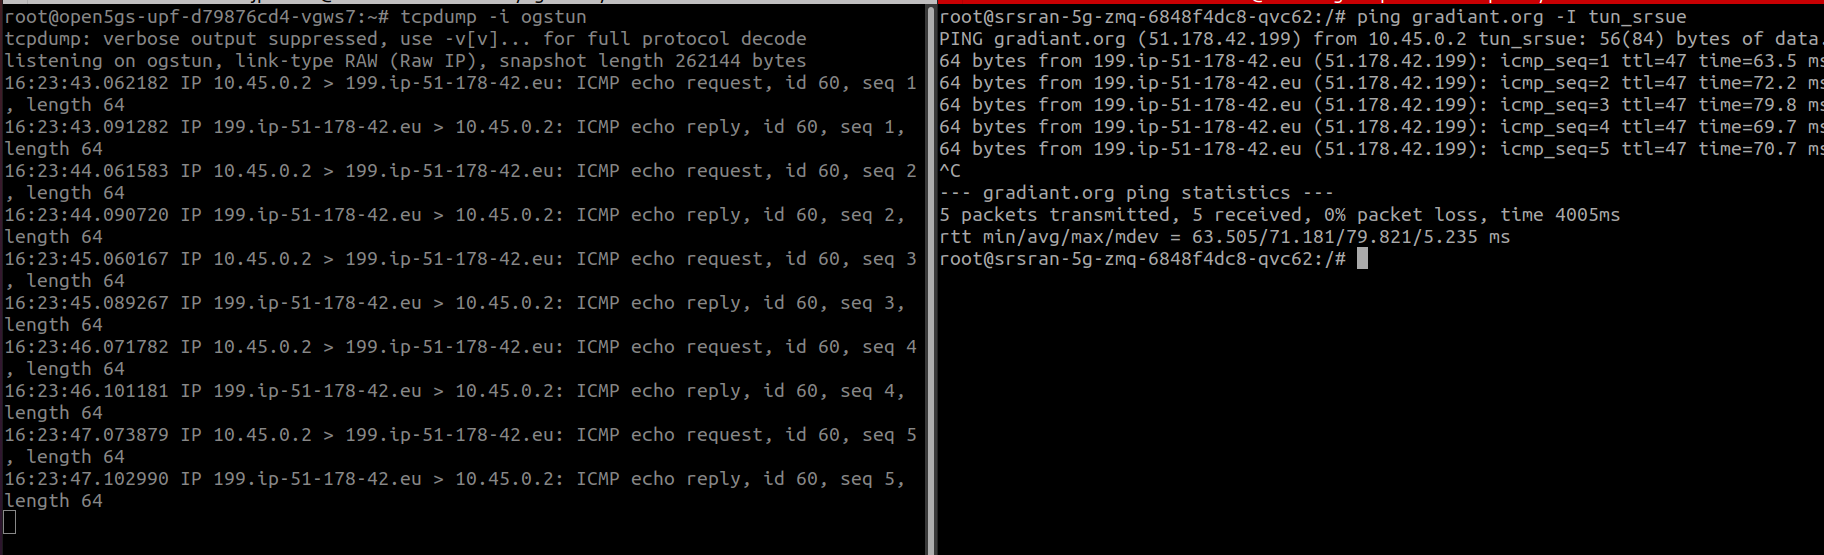 root@open5gs-upf-d79876cd4-vgws7:~# tcpdump -i ogstun
tcpdump: verbose output suppressed, use -v[v]... for full protocol decode
listening on ogstun, link-type RAW (Raw IP), snapshot length 262144 bytes
16:23:43.062182 IP 10.45.0.2 > 199.ip-51-178-42.eu: ICMP echo request, id 60, seq 1
, length 64
16:23:43.091282 IP 199.ip-51-178-42.eu > 10.45.0.2: ICMP echo reply, id 60, seq 1,
length 64
16:23:44.061583 IP 10.45.0.2 > 199.ip-51-178-42.eu: ICMP echo request, id 60, seq 2
, length 64
16:23:44.090720 IP 199.ip-51-178-42.eu > 10.45.0.2: ICMP echo reply, id 60, seq 2,
length 64
16:23:45.060167 IP 10.45.0.2 > 199.ip-51-178-42.eu: ICMP echo request, id 60, seq 3
, length 64
16:23:45.089267 IP 199.ip-51-178-42.eu > 10.45.0.2: ICMP echo reply, id 60, seq 3,
length 64
16:23:46.071782 IP 10.45.0.2 > 199.ip-51-178-42.eu: ICMP echo request, id 60, seq 4
, length 64
16:23:46.101181 IP 199.ip-51-178-42.eu > 10.45.0.2: ICMP echo reply, id 60, seq 4,
length 64
16:23:47.073879 IP 10.45.0.2 > 199.ip-51-178-42.eu: ICMP echo request, id 60, seq 5
, length 64
16:23:47.102990 IP 199.ip-51-178-42.eu > 10.45.0.2: ICMP echo reply, id 60, seq 5,
length 64
root@srsran-5g-zmq-6848f4dc8-qvc62:/# ping gradiant.org -I tun_srsue
PING gradiant.org (51.178.42.199) from 10.45.0.2 tun_srsue: 56(84) bytes of data.
64 bytes from 199.ip-51-178-42.eu (51.178.42.199): icmp_seq=1 ttl=47 time=63.5 ms
64 bytes from 199.ip-51-178-42.eu (51.178.42.199): icmp_seq=2 ttl=47 time=72.2 ms
64 bytes from 199.ip-51-178-42.eu (51.178.42.199): icmp_seq=3 ttl=47 time=79.8 ms
64 bytes from 199.ip-51-178-42.eu (51.178.42.199): icmp_seq=4 ttl=47 time=69.7 ms
64 bytes from 199.ip-51-178-42.eu (51.178.42.199): icmp_seq=5 ttl=47 time=70.7 ms
^C
--- gradiant.org ping statistics ---
5 packets transmitted, 5 received, 0% packet loss, time 4005ms
rtt min/avg/max/mdev = 63.505/71.181/79.821/5.235 ms
root@srsran-5g-zmq-6848f4dc8-qvc62:/#